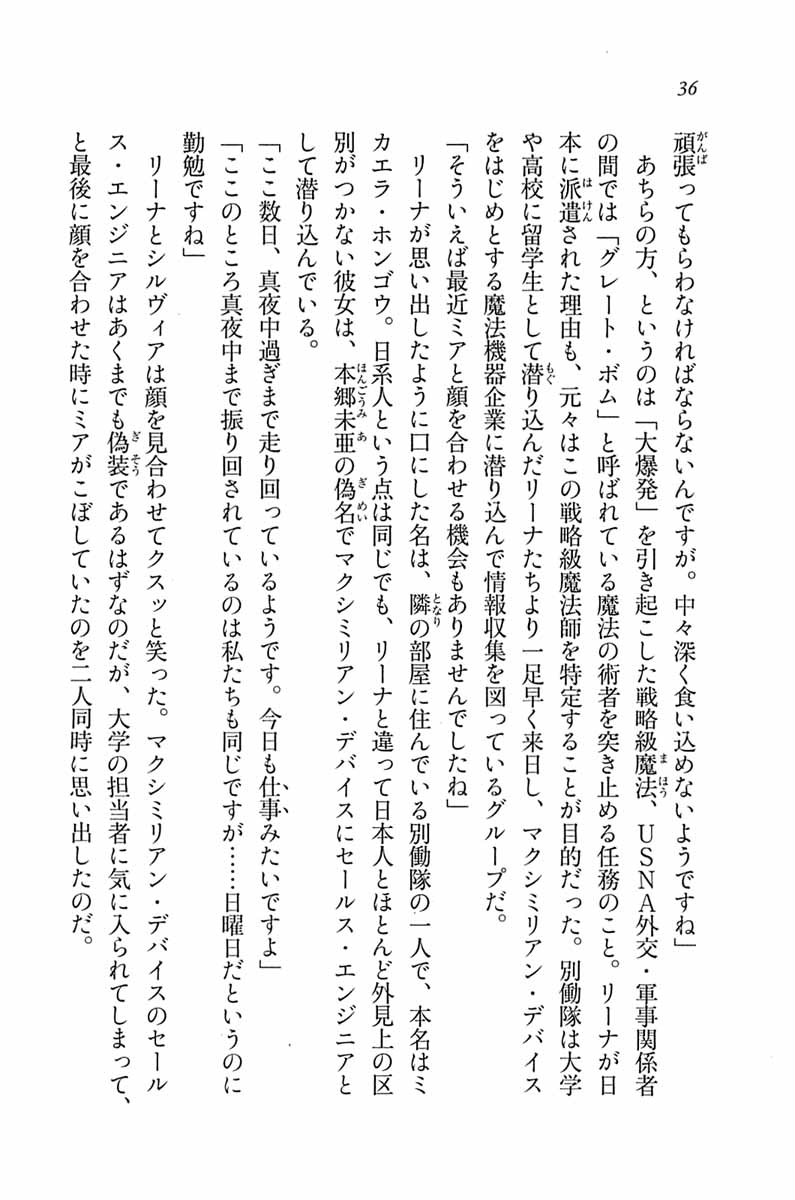 36
頑張ってもらわなければならないんですが。中々深く食い込めないようですね」
　あちらの方、というのは「大爆発」を引き起こした戦略級魔法、ＵＳＮＡ外交・軍事関係者
の間では「グレート・ボム」と呼ばれている魔法の術者を突き止める任務のこと。リーナが日
本に派遣された理由も、元々はこの戦略級魔法師を特定することが目的だった。別働隊は大学
や高校に留学生として潜り込んだリーナたちより一足早く来日し、マクシミリアン・デバイス
をはじめとする魔法機器企業に潜り込んで情報収集を図っているグループだ。
「そういえば最近ミアと顔を合わせる機会もありませんでしたね」
　リーナが思い出したように口にした名は、隣の部屋に住んでいる別働隊の一人で、本名はミ
カエラ・ホンゴウ。日系人という点は同じでも、リーナと違って日本人とほとんど外見上の区
別がつかない彼女は、本郷未亜の偽名でマクシミリアン・デバイスにセールス・エンジニアと
して潜り込んでいる。
「ここ数日、真夜中過ぎまで走り回っているようです。今日も仕事みたいですよ」
「ここのところ真夜中まで振り回されているのは私たちも同じですが……日曜日だというのに
勤勉ですね」
　リーナとシルヴィアは顔を見合わせてクスッと笑った。マクシミリアン・デバイスのセール
ス・エンジニアはあくまでも偽装であるはずなのだが、大学の担当者に気に入られてしまって、
と最後に顔を合わせた時にミアがこぼしていたのを二人同時に思い出したのだ。